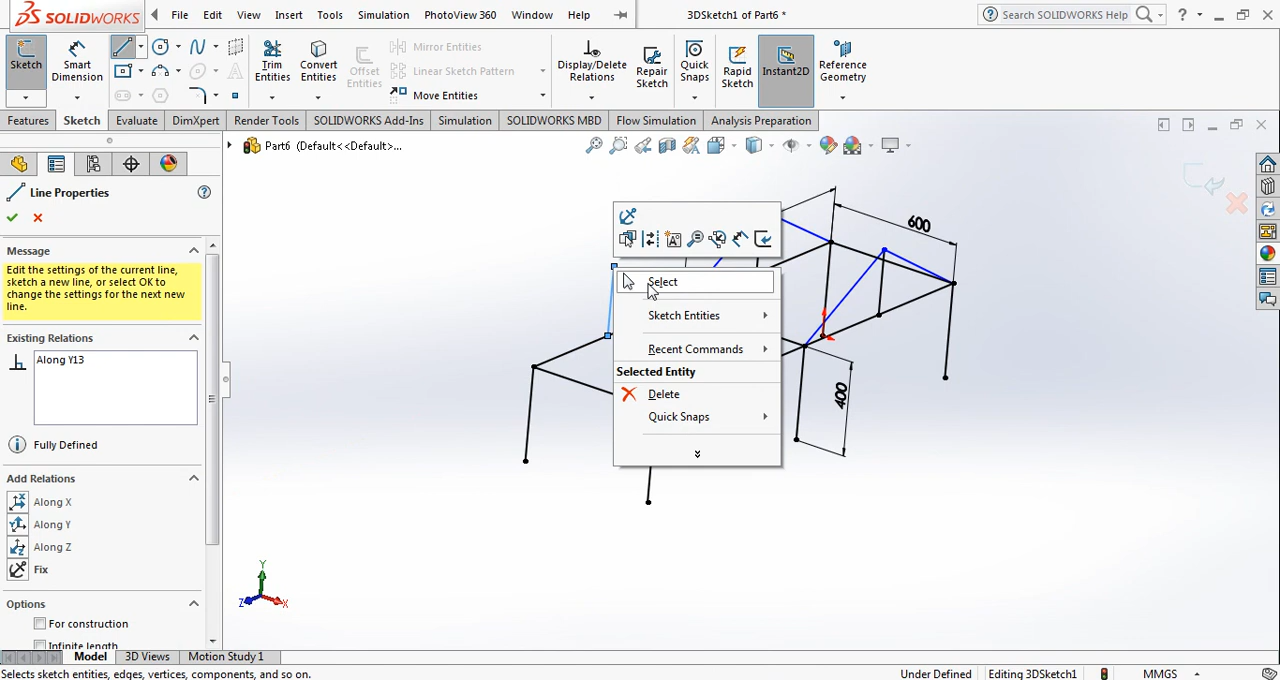 SOLIDWORKS
File Edit View Insert Tools Simulation PhotoView 360 Window Help
3DSketch1 of Part6 *
Search SOLIDWORKS Help
?
Sketch
Smart
Dimension
Trim
Entities
Convert
Entities
Offset
Entities
Mirror Entities
Linear Sketch Pattern
Move Entities
Display/Delete
Relations
Repair
Sketch
Quick
Snaps
Rapid
Sketch
Instant2D
Reference
Geometry
Features Sketch Evaluate DimXpert Render Tools SOLIDWORKS Add-Ins Simulation SOLIDWORKS MBD Flow Simulation Analysis Preparation
Part6 (Default<<Default>...
Line Properties
?
Message
Edit the settings of the current line,
sketch a new line, or select OK to
change the settings for the next new
line.
Existing Relations
Along Y13
Fully Defined
Add Relations
Along X
Along Y
Along Z
Fix
Options
For construction
Infinite length
Select
Sketch Entities
Recent Commands
Selected Entity
Delete
Quick Snaps
600
400
Y
Z
X
Model 3D Views Motion Study 1
Selects sketch entities, edges, vertices, components, and so on.
Under Defined Editing 3DSketch1 MMGS